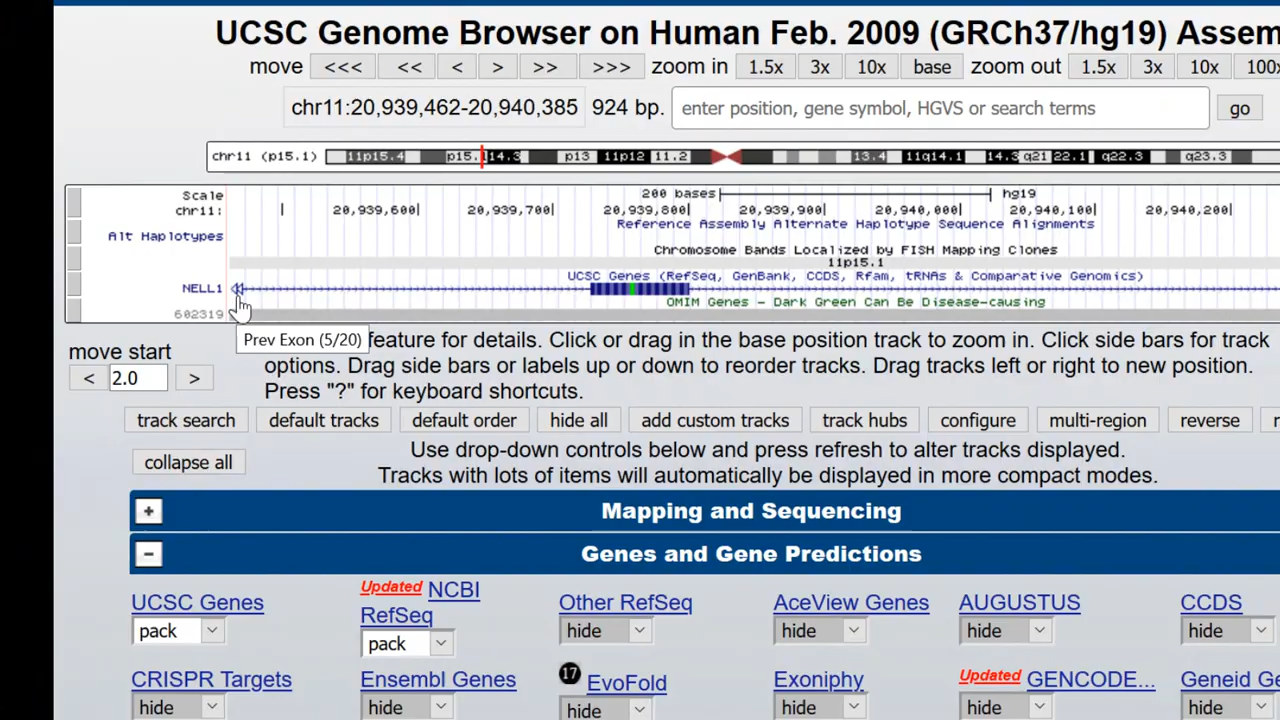 UCSC Genome Browser on Human Feb. 2009 (GRCh37/hg19) Assem
move <<< << < > >> >>> zoom in 1.5x 3x 10x base zoom out 1.5x 3x 10x 100x
chr11:20,939,462-20,940,385 924 bp. enter position, gene symbol, HGVS or search terms go
chr11 (p15.1) 11p15.4 p15.1 14.3 p13 11p12 11.2 13.4 11q14.1 14.3 q21 22.1 q22.3 q23.3
Scale 200 bases hg19
chr11: 20,939,600 20,939,700 20,939,800 20,939,900 20,940,000 20,940,100 20,940,200
Reference Assembly Alternate Haplotype Sequence Alignments
Alt Haplotypes
Chromosome Bands Localized by FISH Mapping Clones
11p15.1
UCSC Genes (RefSeq, GenBank, CCDS, Rfam, tRNAs & Comparative Genomics)
NELL1
OMIM Genes - Dark Green Can Be Disease-causing
602319
Prev Exon (5/20)
move start feature for details. Click or drag in the base position track to zoom in. Click side bars for track
< 2.0 > options. Drag side bars or labels up or down to reorder tracks. Drag tracks left or right to new position.
Press "?" for keyboard shortcuts.
track search default tracks default order hide all add custom tracks track hubs configure multi-region reverse
collapse all Use drop-down controls below and press refresh to alter tracks displayed.
Tracks with lots of items will automatically be displayed in more compact modes.
+ Mapping and Sequencing
- Genes and Gene Predictions
UCSC Genes Updated NCBI RefSeq Other RefSeq AceView Genes AUGUSTUS CCDS
pack pack hide hide hide hide
CRISPR Targets Ensembl Genes 17 EvoFold Exoniphy Updated GENCODE... Geneid Ge
hide hide hide hide hide hide